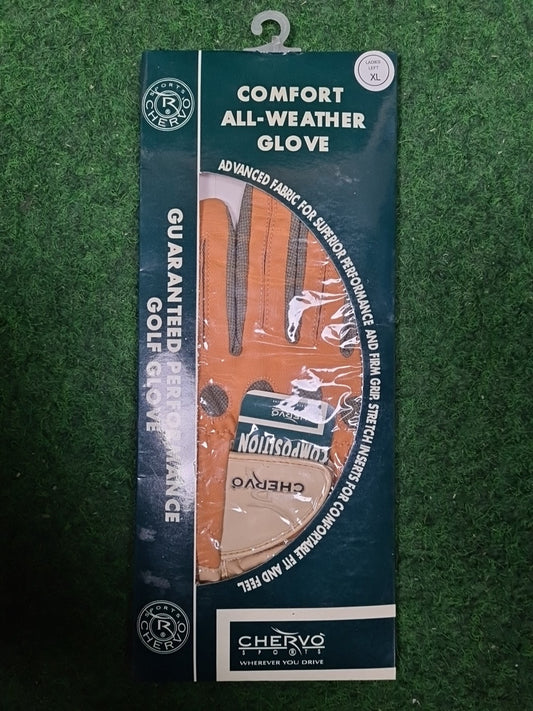 LADIES
LEFT
XL
SPORTS
CHERVO
R
COMFORT
ALL-WEATHER
GLOVE
ADVANCED FABRIC FOR SUPERIOR PERFORMANCE AND FIRM GRIP, STRETCH INSERTS FOR COMFORTABLE FIT AND FEEL
GUARANTEED PERFORMANCE
GOLF GLOVE
CHERVO
COMPOSITION
CHERVO
SPORTS
CHERVO
R
CHERVO
SPORTS
WHEREVER YOU DRIVE